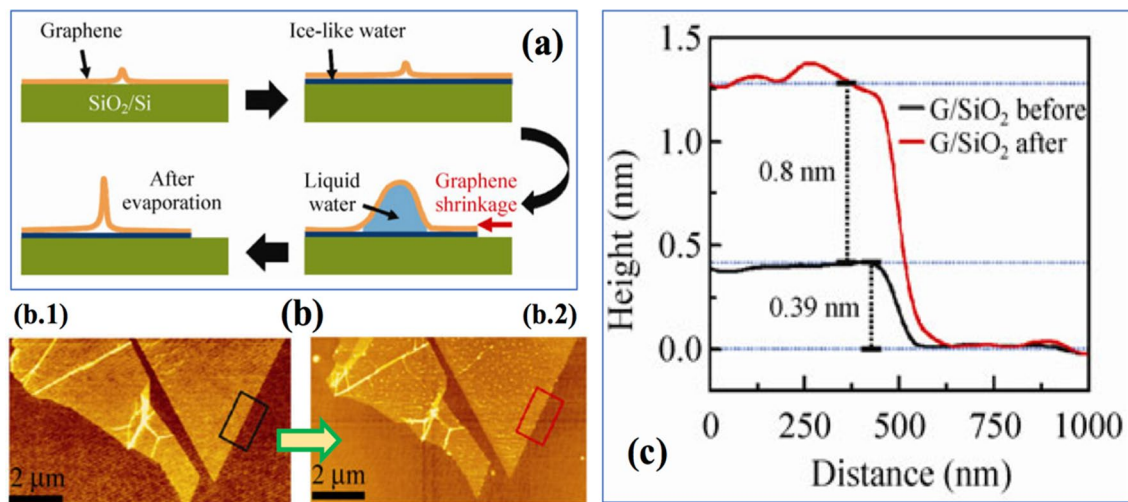 (a)
Graphene
Ice-like water
SiO₂/Si
After
evaporation
Liquid
water
Graphene
shrinkage
(b.1)
(b)
(b.2)
2 μm
2 μm
1.5
1.0
0.5
0.0
Height (nm)
G/SiO₂ before
G/SiO₂ after
0.8 nm
0.39 nm
0
250
500
750
1000
Distance (nm)
(c)